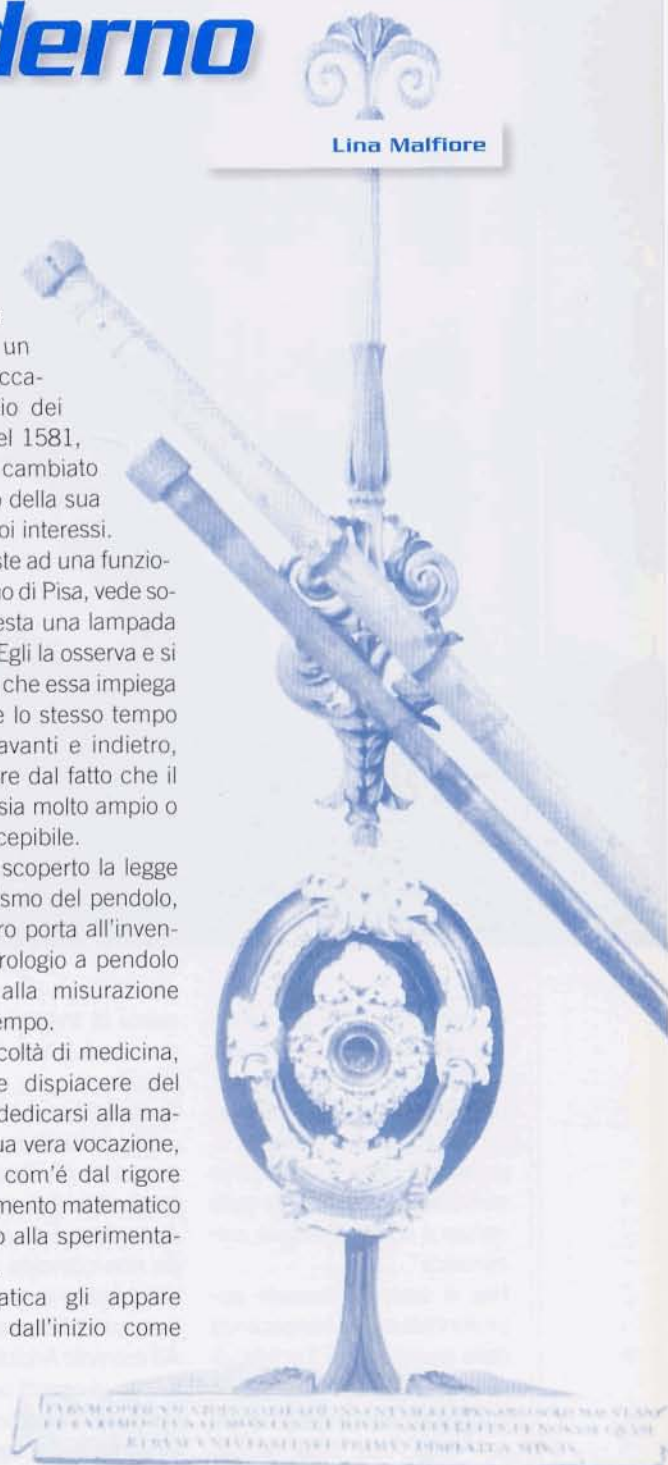 derno
Lina Malfiore
un
cca-
io dei
el 1581,
cambiato
o della sua
oi interessi.
ste ad una funzio-
o di Pisa, vede so-
esta una lampada
Egli la osserva e si
che essa impiega
e lo stesso tempo
avanti e indietro,
re dal fatto che il
sia molto ampio o
cepibile.
scoperto la legge
ismo del pendolo,
ro porta all'inven-
rologio a pendolo
alla misurazione
empo.
coltà di medicina,
e dispiacere del
dedicarsi alla ma-
ua vera vocazione,
com'é dal rigore
mento matematico
o alla sperimenta-
atica gli appare
dall'inizio come